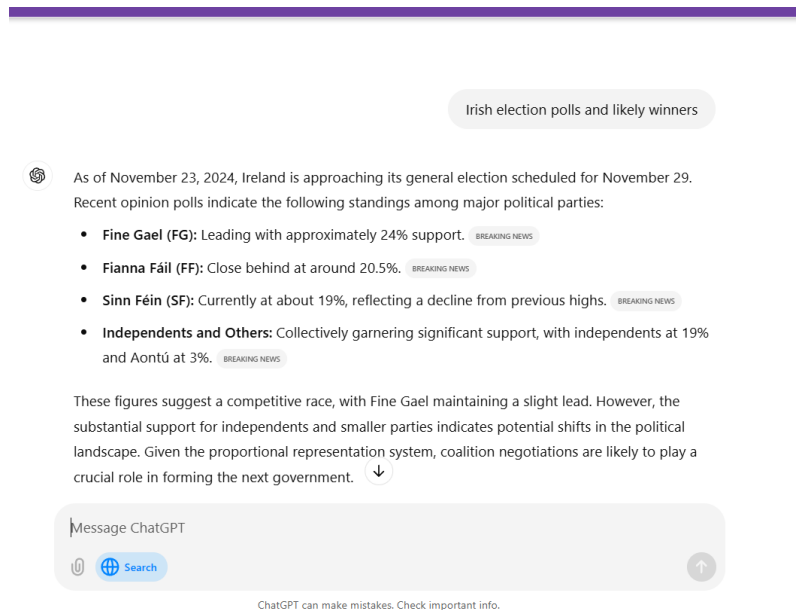 Irish election polls and likely winners
As of November 23, 2024, Ireland is approaching its general election scheduled for November 29.
Recent opinion polls indicate the following standings among major political parties:
• Fine Gael (FG): Leading with approximately 24% support. BREAKING NEWS
• Fianna Fáil (FF): Close behind at around 20.5%. BREAKING NEWS
• Sinn Féin (SF): Currently at about 19%, reflecting a decline from previous highs. BREAKING NEWS
• Independents and Others: Collectively garnering significant support, with independents at 19%
and Aontú at 3%. BREAKING NEWS
These figures suggest a competitive race, with Fine Gael maintaining a slight lead. However, the
substantial support for independents and smaller parties indicates potential shifts in the political
landscape. Given the proportional representation system, coalition negotiations are likely to play a
crucial role in forming the next government.
Message ChatGPT
Search
ChatGPT can make mistakes. Check important info.